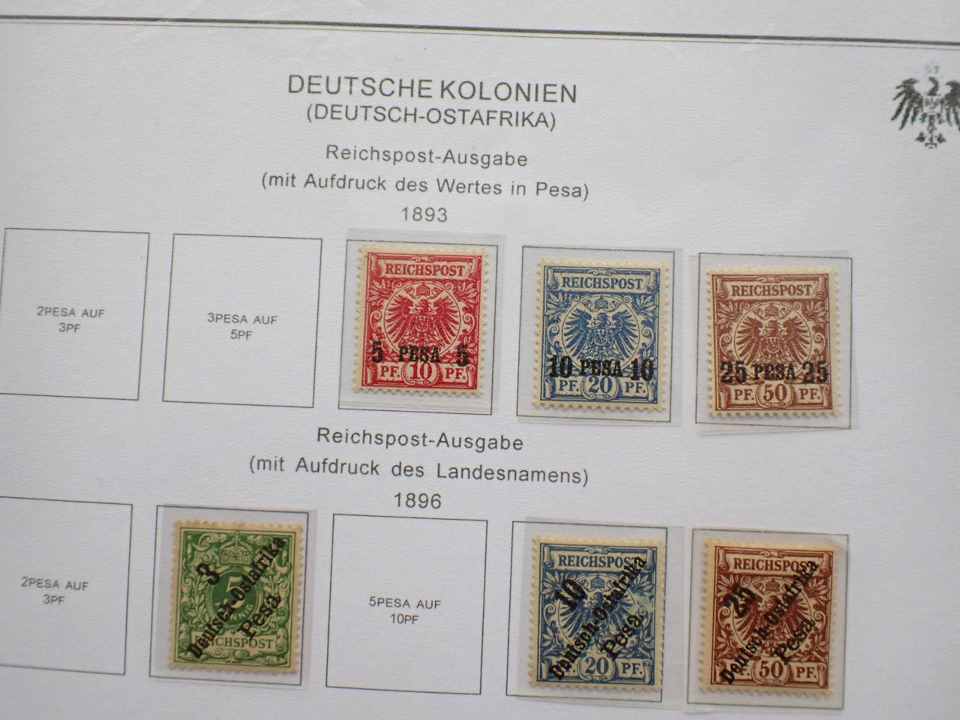 DEUTSCHE KOLONIEN
(DEUTSCH-OSTAFRIKA)
Reichspost-Ausgabe
(mit Aufdruck des Wertes in Pesa)
1893
2PESA AUF
3PF
3PESA AUF
5PF
REICHSPOST
5 PESA 5
PF. 10 PF.
REICHSPOST
10 PESA 10
PF. 20 PF.
REICHSPOST
25 PESA 25
PF. 50 PF.
Reichspost-Ausgabe
(mit Aufdruck des Landesnamens)
1896
2PESA AUF
3PF
3
Deutsch-Ostafrika
Pesa
5
REICHSPOST
5PESA AUF
10PF
REICHSPOST
10
Deutsch-Ostafrika
Pesa
20 PF.
REICHSPOST
25
Deutsch-Ostafrika
Pesa
50 PF.